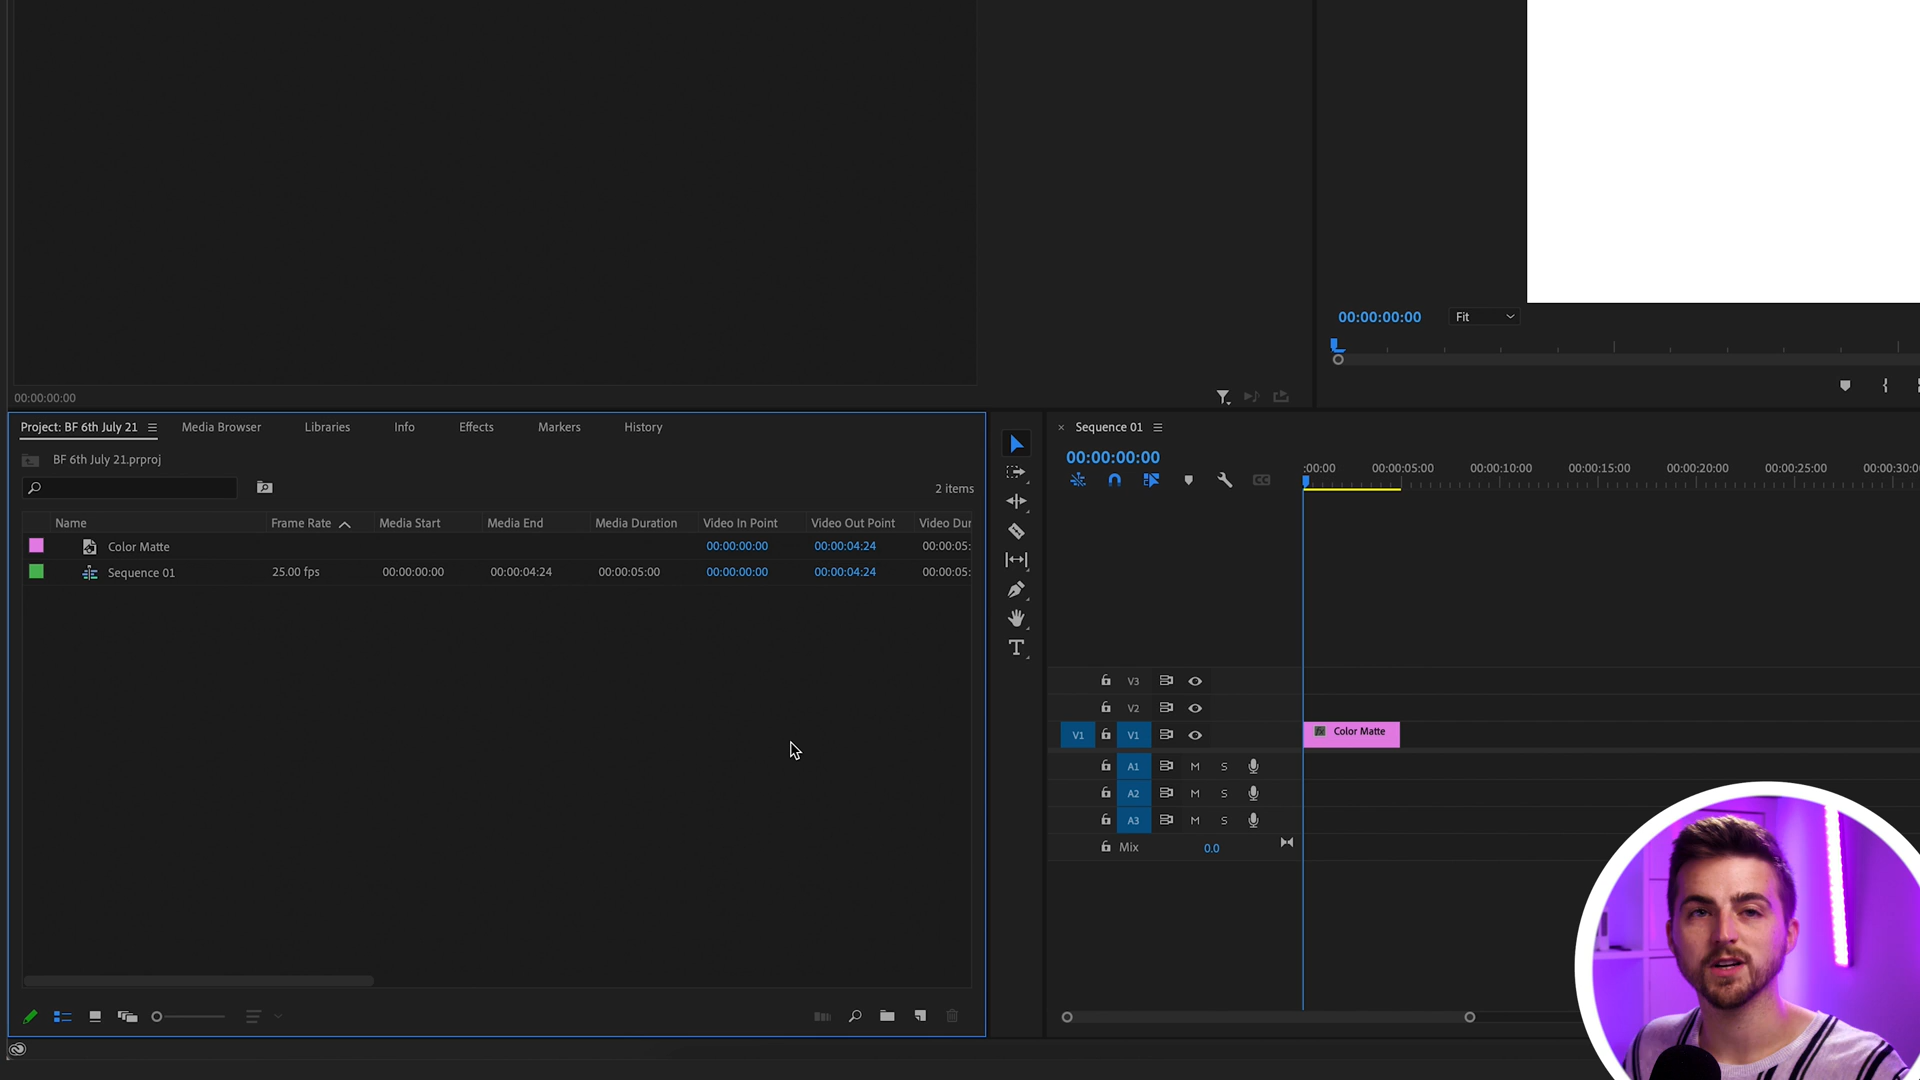 00:00:00:00 Fit
00:00:00:00
Project: BF 6th July 21 Media Browser Libraries Info Effects Markers History
BF 6th July 21.prproj
2 items
Name Frame Rate Media Start Media End Media Duration Video In Point Video Out Point Video Dur
Color Matte 00:00:00:00 00:00:04:24 00:00:05:
Sequence 01 25.00 fps 00:00:00:00 00:00:04:24 00:00:05:00 00:00:00:00 00:00:04:24 00:00:05:
× Sequence 01
00:00:00:00
:00:00 00:00:05:00 00:00:10:00 00:00:15:00 00:00:20:00 00:00:25:00 00:00:30:0
V3
V2
V1 V1 fx Color Matte
A1 M S
A2 M S
A3 M S
Mix 0.0